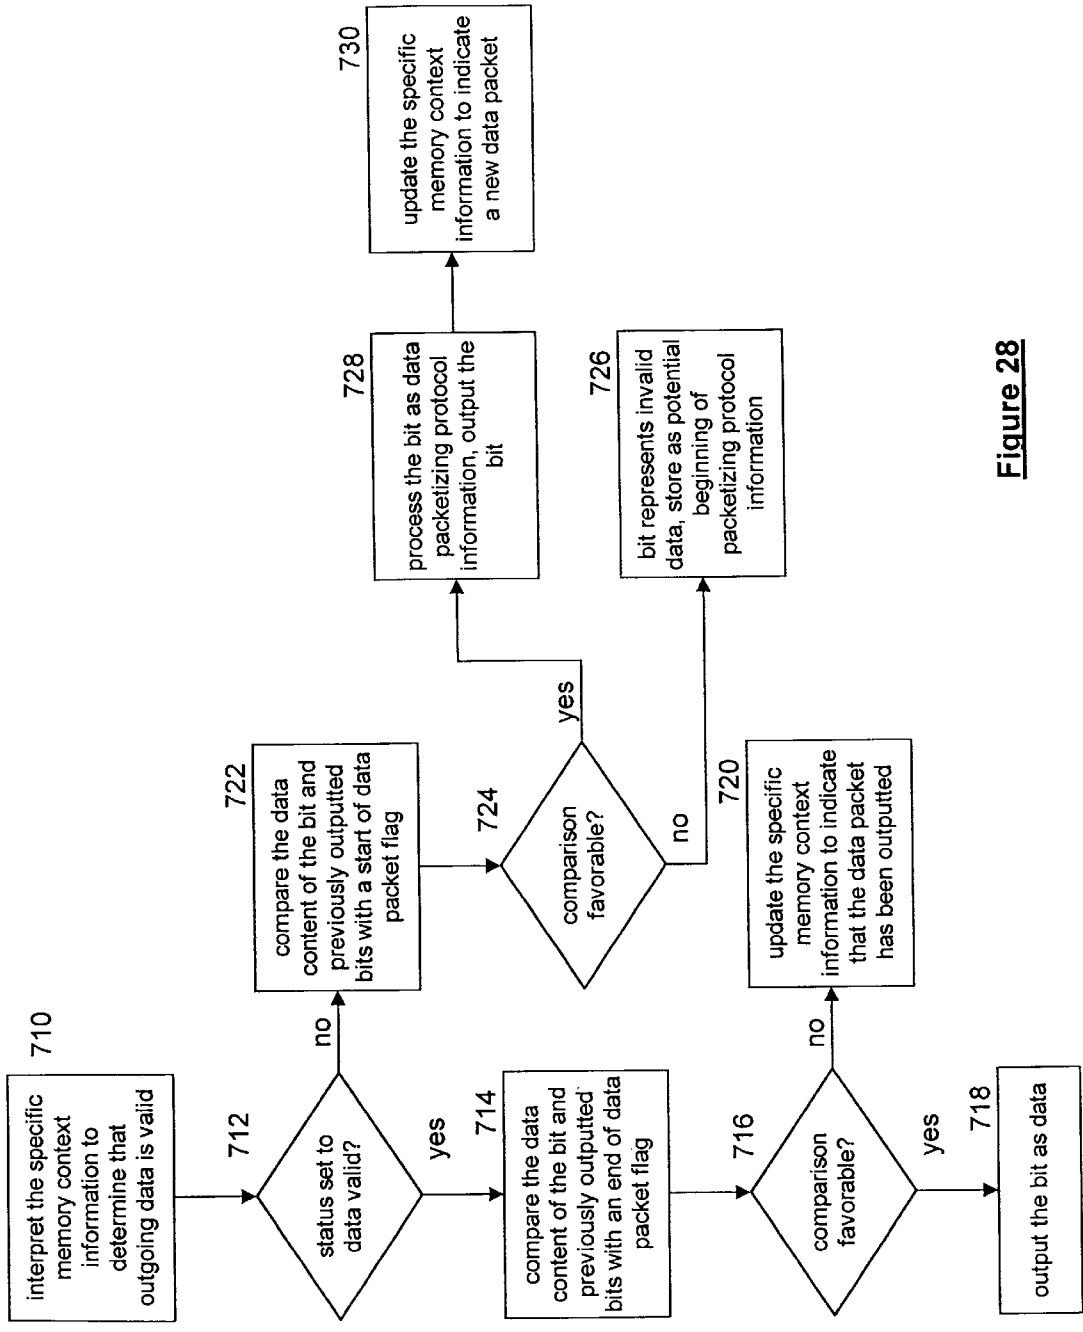 710
interpret the specific
memory context
information to
determine that
outgoing data is valid
712
status set to
data valid?
no
yes
722
compare the data
content of the bit and
previously outputted
bits with a start of data
packet flag
724
comparison
favorable?
yes
no
728
process the bit as data
packetizing protocol
information, output the
bit
730
update the specific
memory context
information to indicate
a new data packet
726
bit represents invalid
data, store as potential
beginning of
packetizing protocol
information
714
compare the data
content of the bit and
previously outputted
bits with an end of data
packet flag
716
comparison
favorable?
no
yes
720
update the specific
memory context
information to indicate
that the data packet
has been outputted
718
output the bit as data
Figure 28